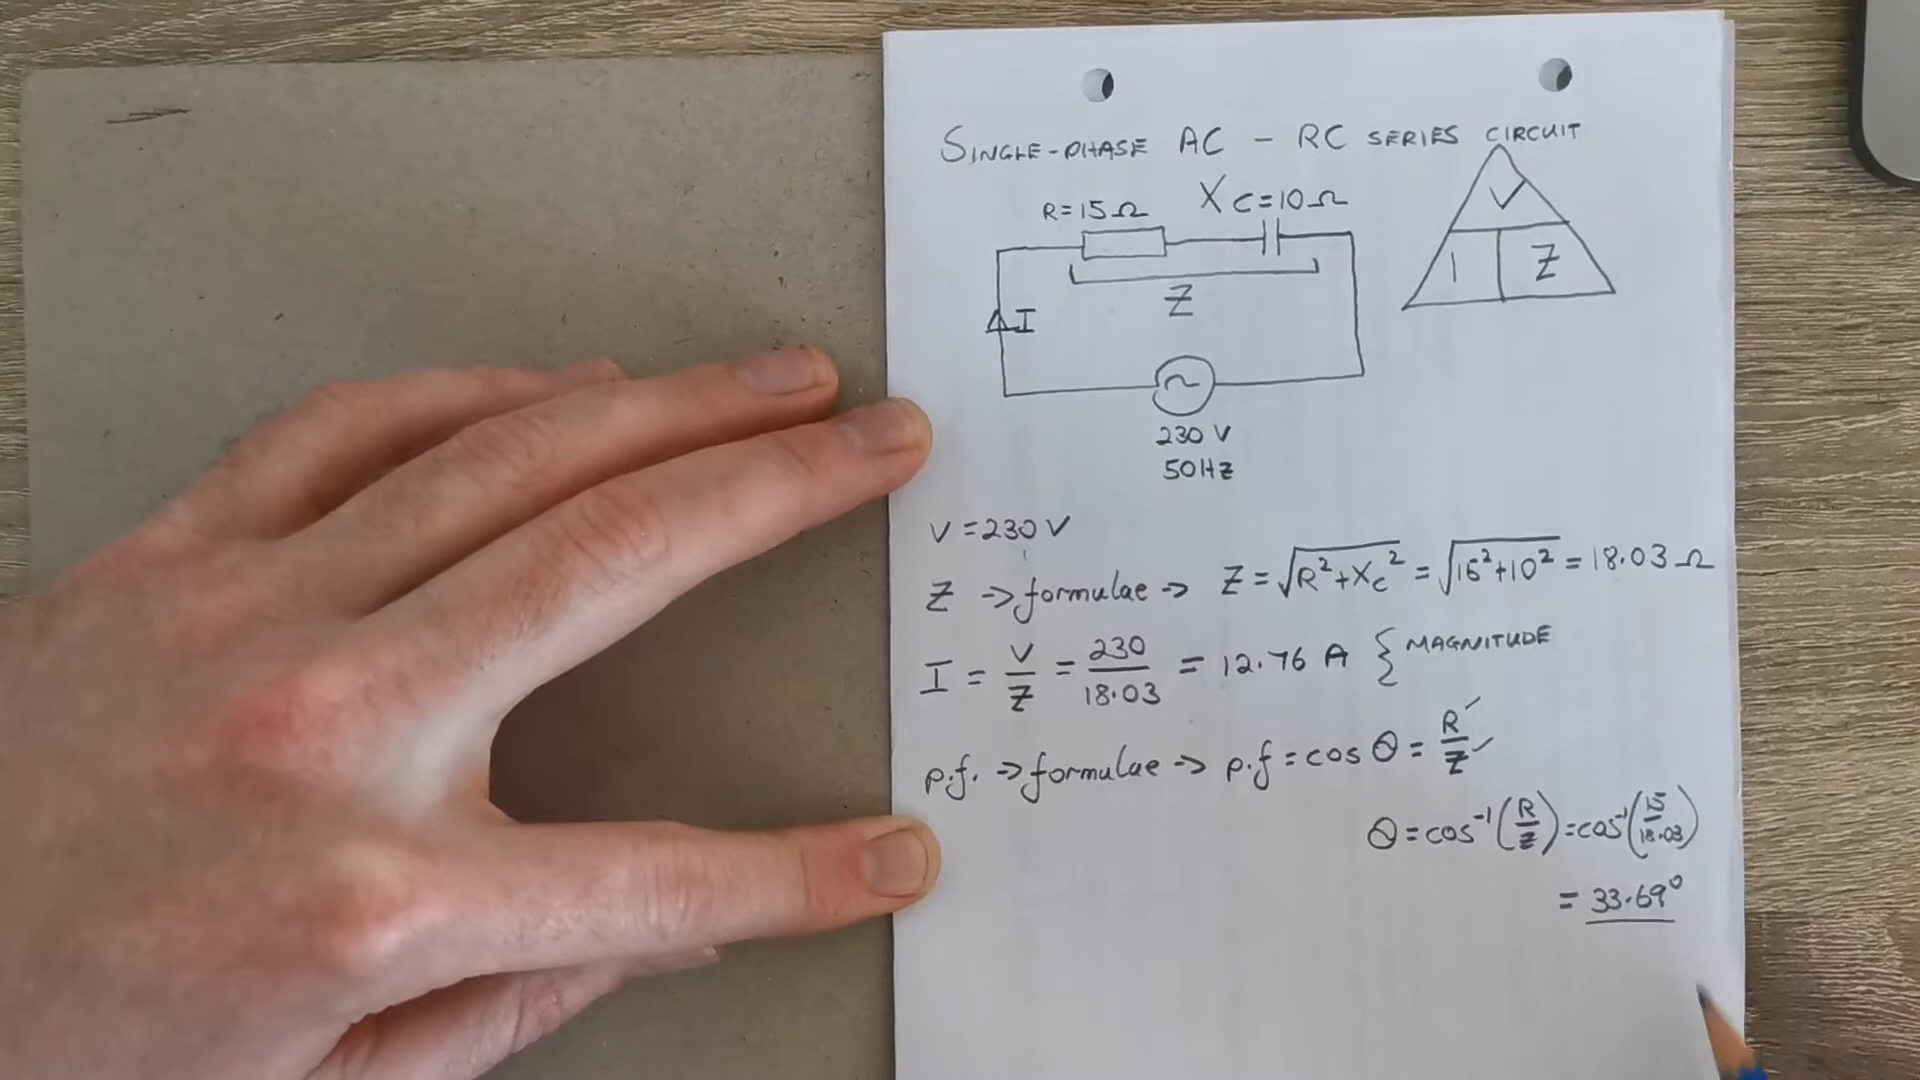 SINGLE-PHASE AC - RC SERIES CIRCUIT
R=15Ω XC=10Ω
V
I Z
Z
I
230 V
50HZ
V=230V
Z -> formulae -> Z = √R²+Xc² = √15²+10² = 18.03 Ω
I = V/Z = 230/18.03 = 12.76 A { MAGNITUDE
p.f. -> formulae -> p.f = cos θ = R/Z
θ = cos⁻¹(R/Z) = cos⁻¹(15/18.03)
= 33.69°